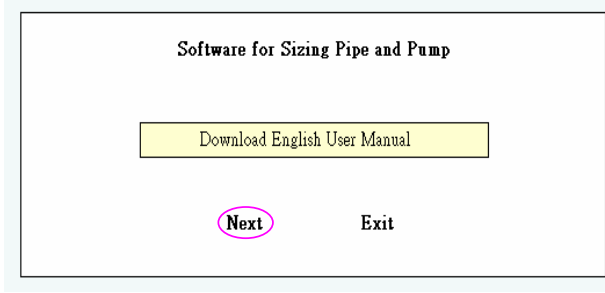 Software for Sizing Pipe and Pump
Download English User Manual
Next Exit